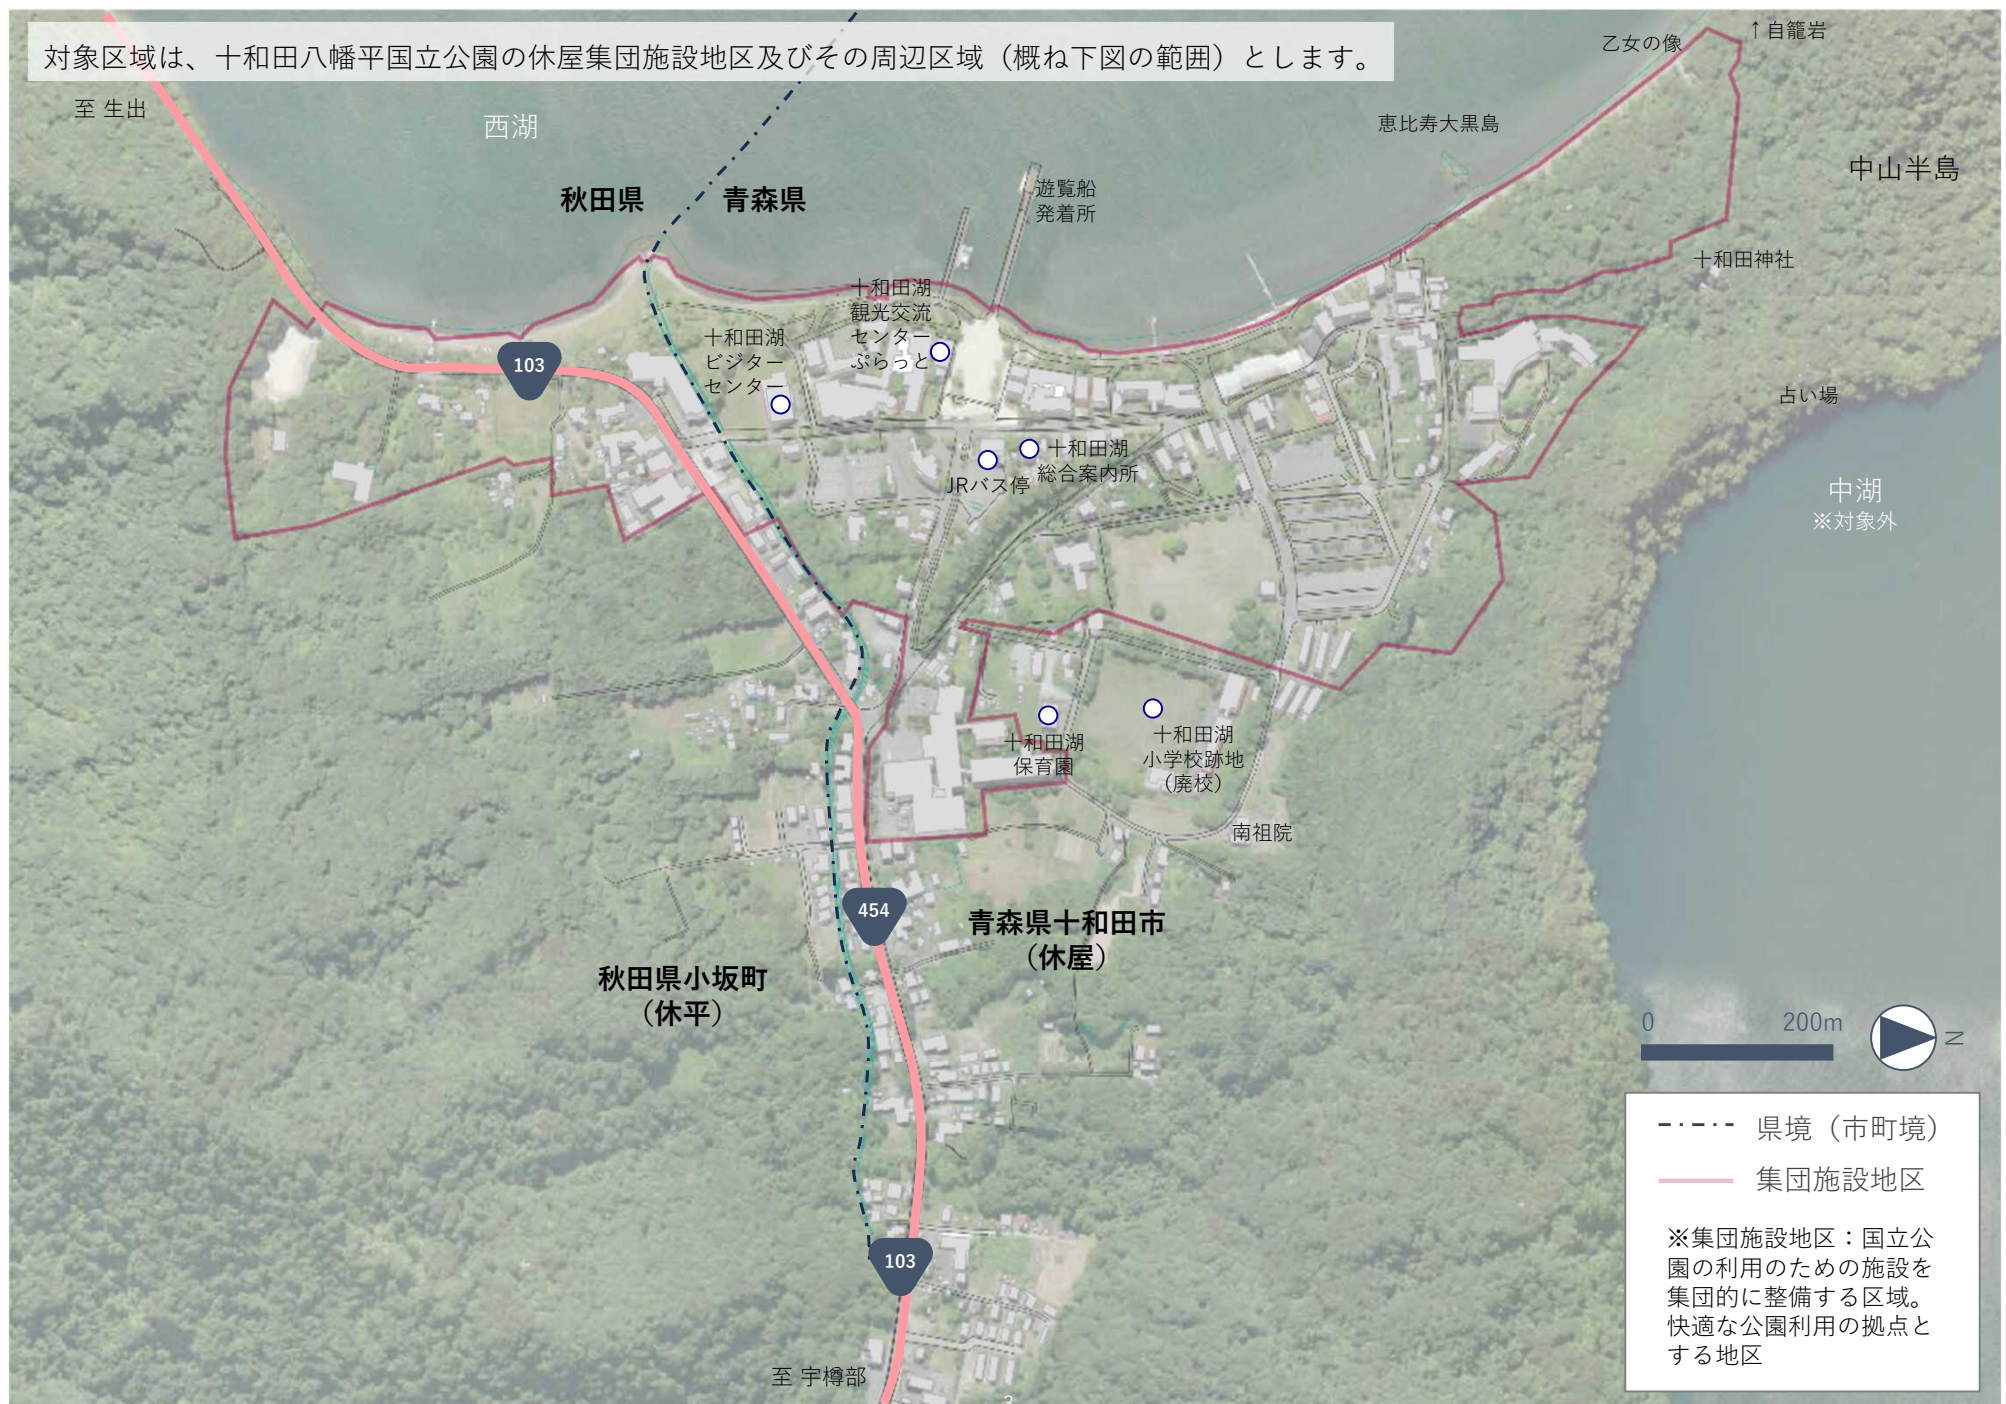 対象区域は、十和田八幡平国立公園の休屋集団施設地区及びその周辺区域（概ね下図の範囲）とします。
↑自籠岩
乙女の像
至 生出
西湖
恵比寿大黒島
中山半島
秋田県
青森県
遊覧船
発着所
十和田神社
十和田湖
観光交流
センター
ぷらっと
十和田湖
ビジター
センター
103
占い場
十和田湖
総合案内所
JRバス停
中湖
※対象外
十和田湖
保育園
十和田湖
小学校跡地
（廃校）
南祖院
454
青森県十和田市
（休屋）
秋田県小坂町
（休平）
0
200m
N
県境（市町境）
集団施設地区
※集団施設地区：国立公
園の利用のための施設を
集団的に整備する区域。
快適な公園利用の拠点と
する地区
103
至 宇樽部
3